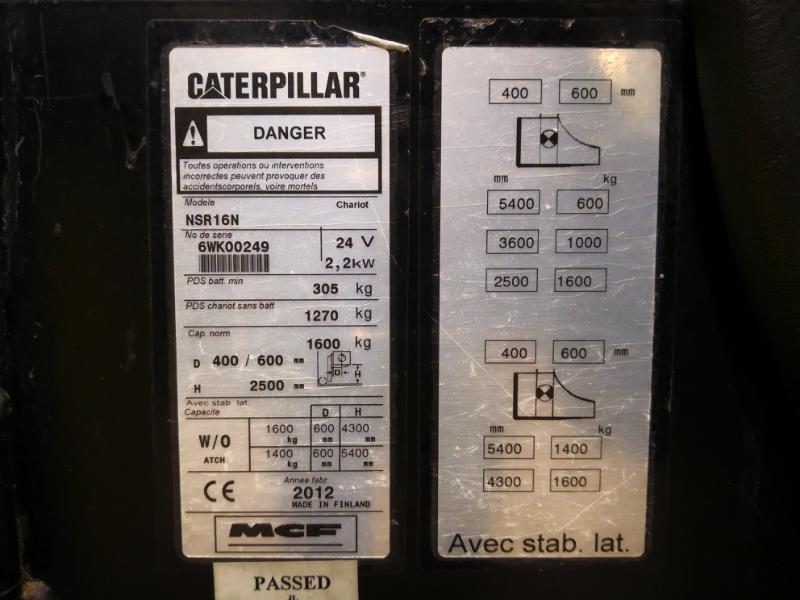 CATERPILLAR®
DANGER
Toutes operations ou interventions
incorrectes peuvent provoquer des
accidentscorporels, voire mortels
Modele Chariot
NSR16N
No de serie
6WK00249 24 V
2,2kW
PDS batt. min
305 kg
PDS chariot sans batt
1270 kg
Cap. norm
1600 kg
D 400 / 600 mm
H 2500 mm
H
Avec stab. lat.
Capacite D H
W/O
ATCH
1600 kg 600 mm 4300 mm
1400 kg 600 mm 5400 mm
CE
Annee fabr
2012
MADE IN FINLAND
MCF
PASSED
400 600 mm
mm kg
5400 600
3600 1000
2500 1600
400 600 mm
mm kg
5400 1400
4300 1600
Avec stab. lat.